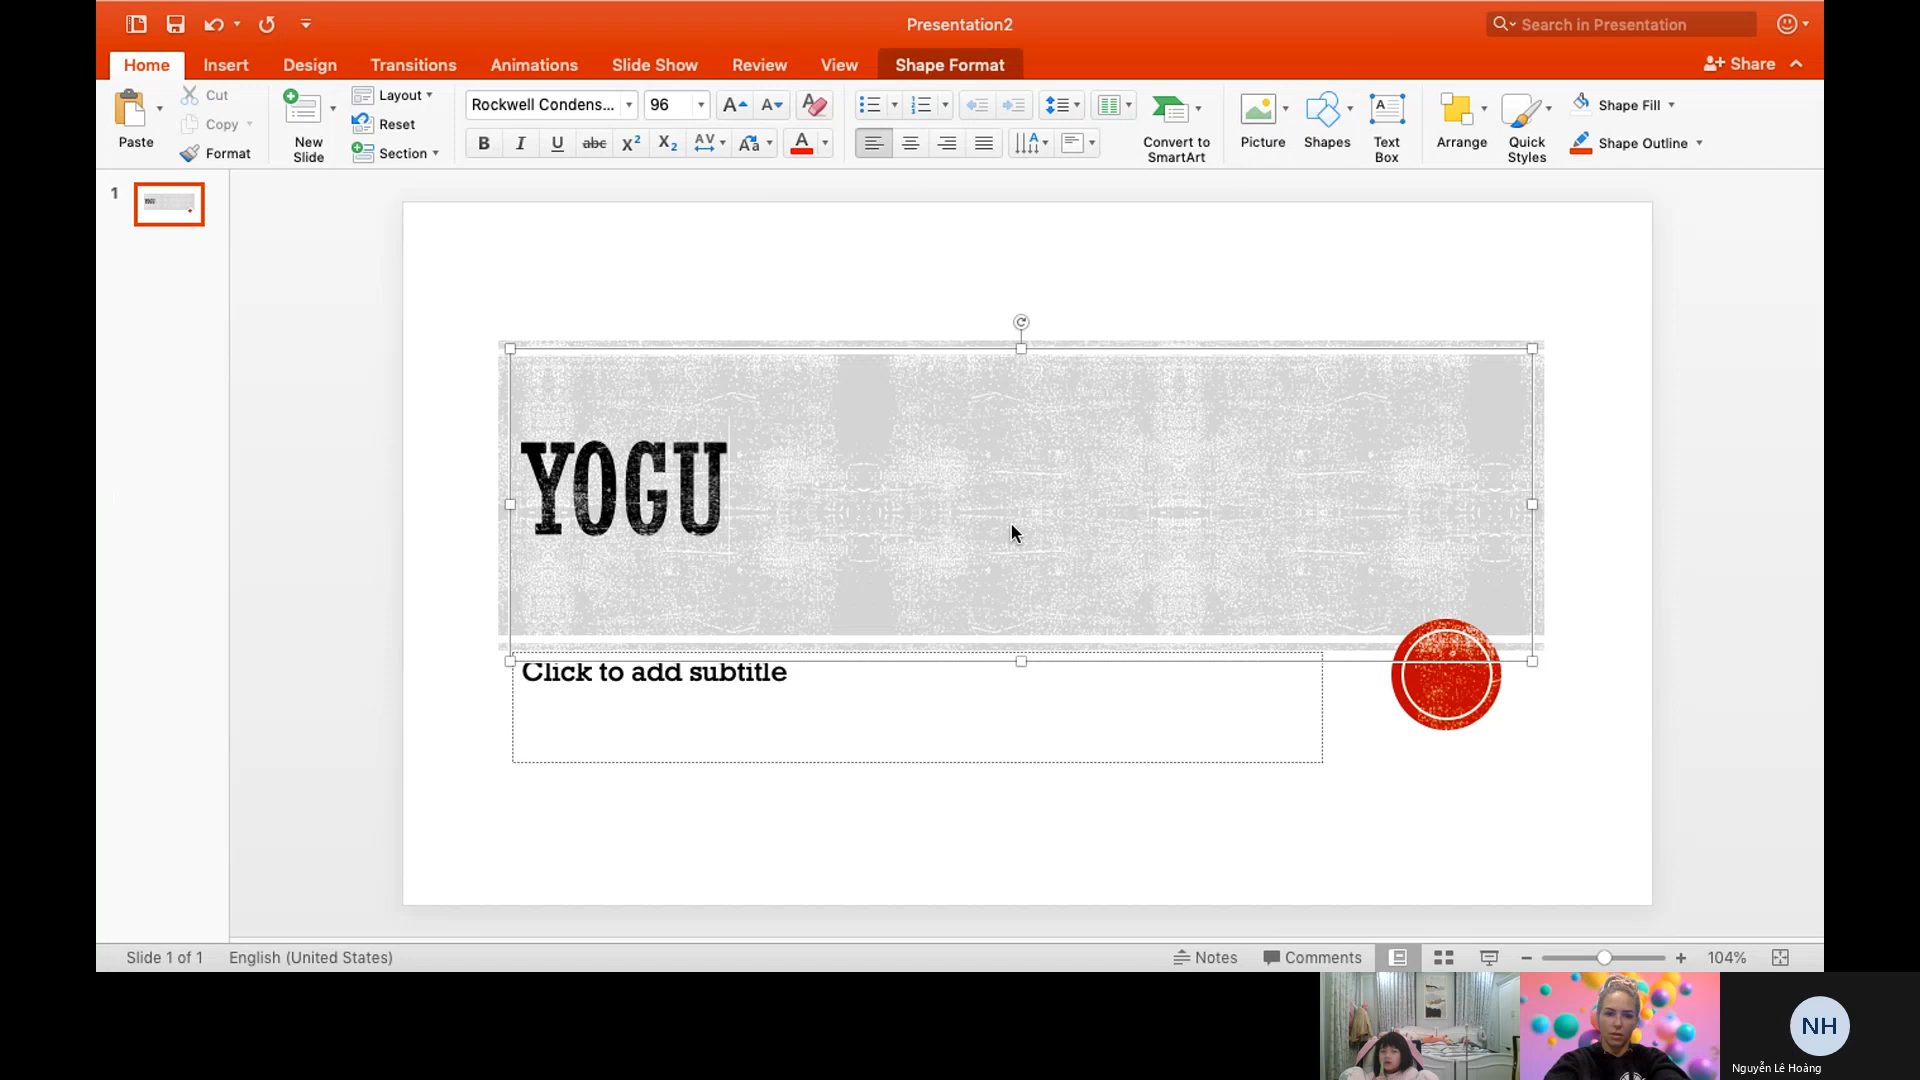 Presentation2
Search in Presentation
Home
Insert
Design
Transitions
Animations
Slide Show
Review
View
Shape Format
Share
Paste
Cut
Copy
Format
New
Slide
Layout
Reset
Section
Rockwell Condens...
96
Convert to
SmartArt
Picture
Shapes
Text
Box
Arrange
Quick
Styles
Shape Fill
Shape Outline
1
YOGU
Click to add subtitle
Slide 1 of 1
English (United States)
Notes
Comments
104%
NH
Nguyễn Lê Hoàng